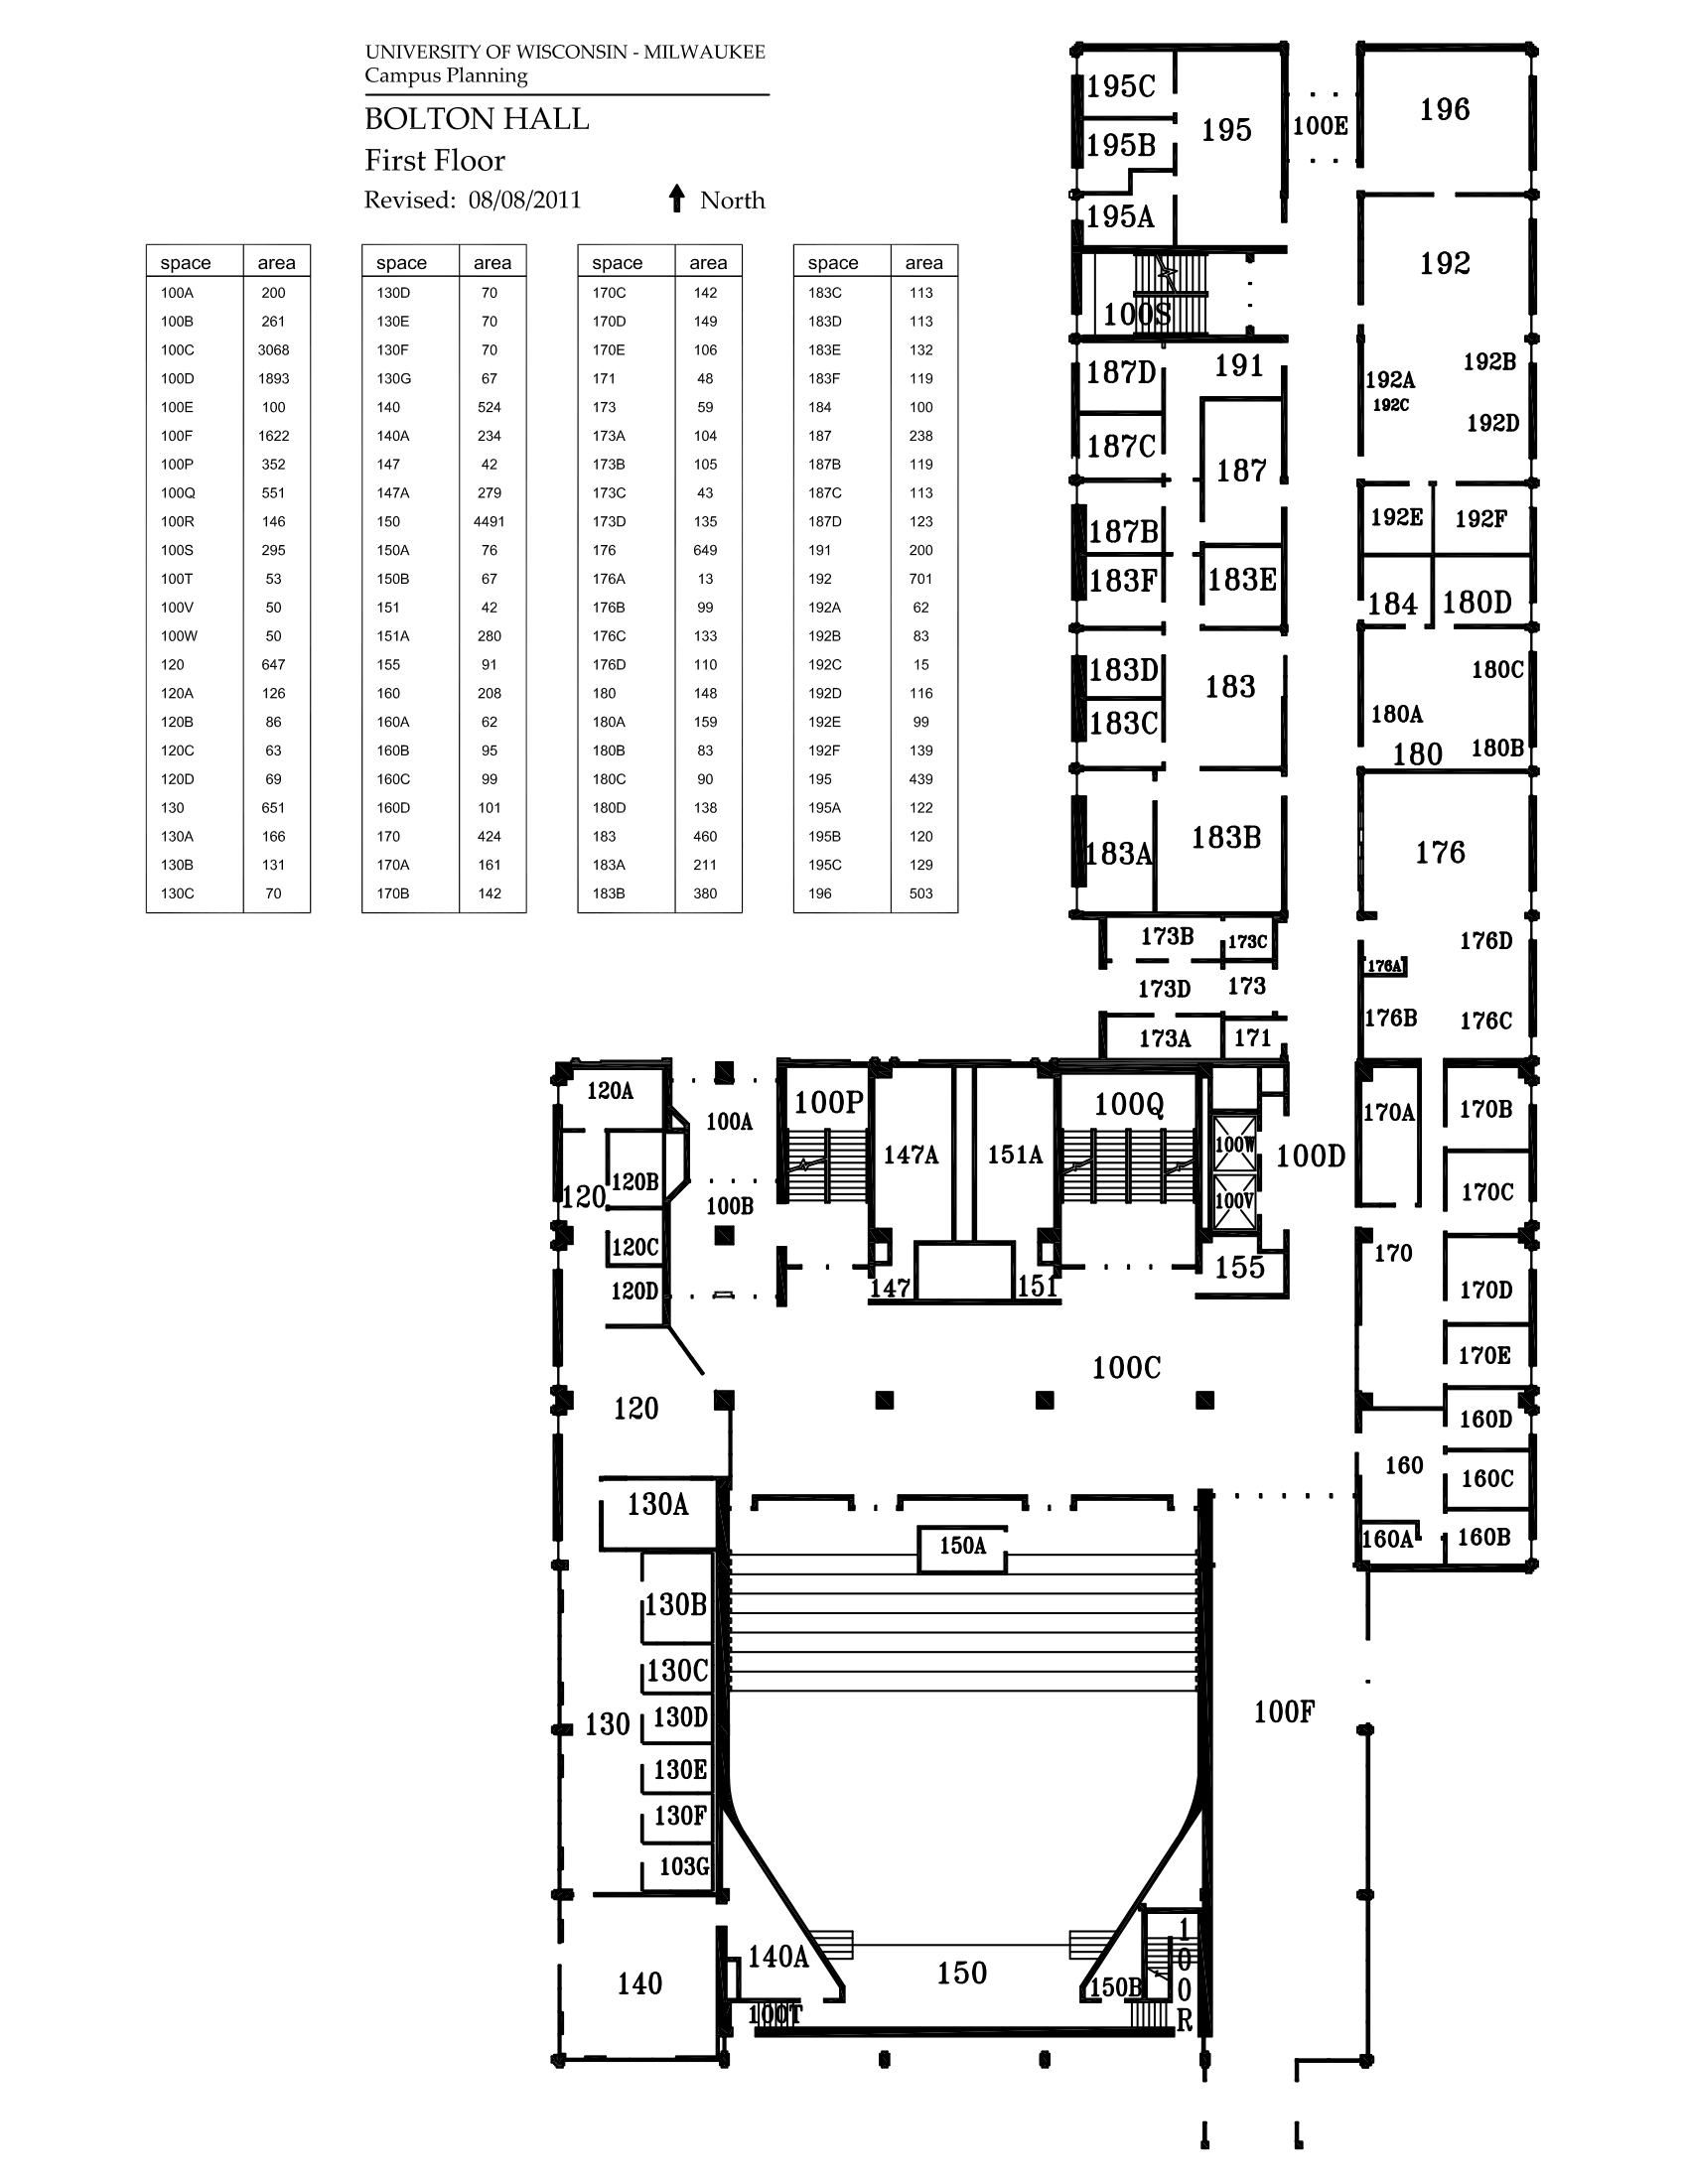 UNIVERSITY OF WISCONSIN - MILWAUKEE
Campus Planning
BOLTON HALL
First Floor
Revised: 08/08/2011 North
space area space area space area space area
100A 200 130D 70 170C 142 183C 113
100B 261 130E 70 170D 149 183D 113
100C 3068 130F 70 170E 106 183E 132
100D 1893 130G 67 171 48 183F 119
100E 100 140 524 173 59 184 100
100F 1622 140A 234 173A 104 187 238
100P 352 147 42 173B 105 187B 119
100Q 551 147A 279 173C 43 187C 113
100R 146 150 4491 173D 135 187D 123
100S 295 150A 76 176 649 191 200
100T 53 150B 67 176A 13 192 701
100V 50 151 42 176B 99 192A 62
100W 50 151A 280 176C 133 192B 83
120 647 155 91 176D 110 192C 15
120A 126 160 208 180 148 192D 116
120B 86 160A 62 180A 159 192E 99
120C 63 160B 95 180B 83 192F 139
120D 69 160C 99 180C 90 195 439
130 651 160D 101 180D 138 195A 122
130A 166 170 424 183 460 195B 120
130B 131 170A 161 183A 211 195C 129
130C 70 170B 142 183B 380 196 503
195C
196
195 100E
195B
195A
192
100S
191
187D
192B
192A
192C
192D
187C
187
192E 192F
187B
183F 183E
184 180D
183D
180C
183
183C
180A
180B
180
183B
176
183A
173B 173C
176D
176A
173D 173
176B 176C
173A 171
120A
100P 100Q
170A 170B
100A
100W
147A 151A 100D
120B
170C
120
100V
100B
120C
170
155
147 151
120D
170D
170E
100C
120
160D
160
160C
130A
160A 160B
150A
130B
130C
100F
130D
130
130E
130F
103G
100R
140A
150
140
150B
100T